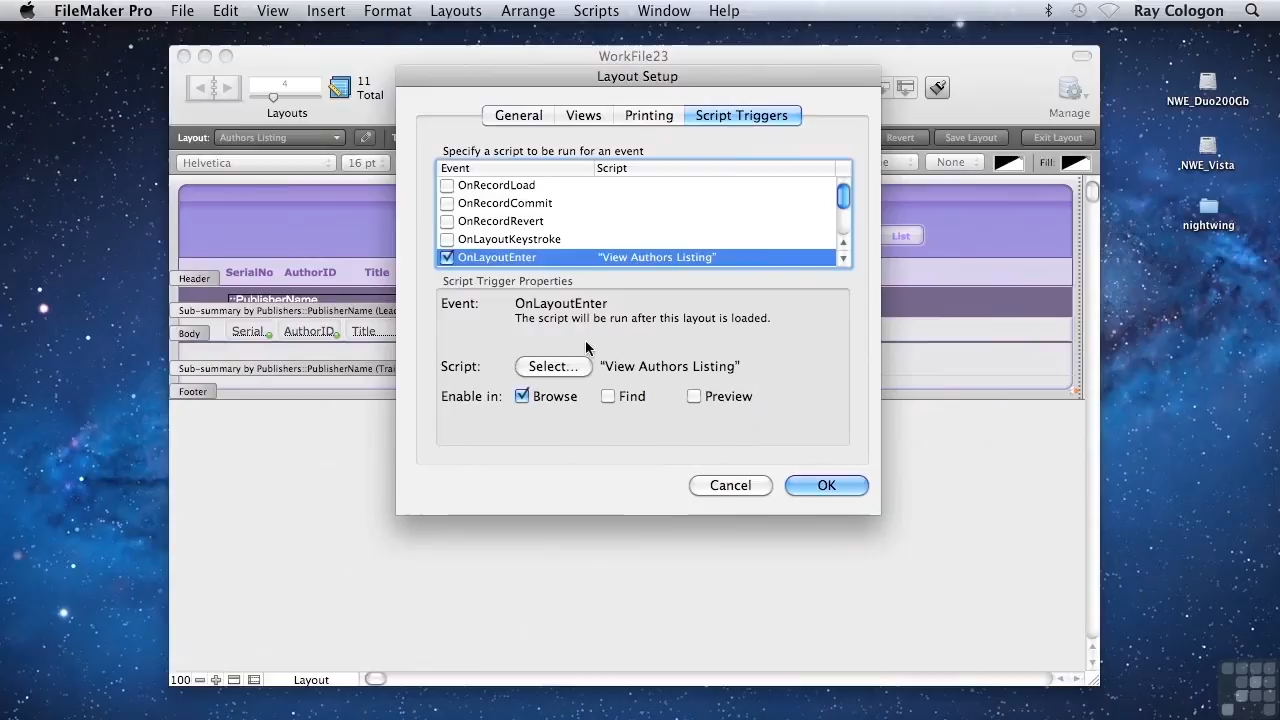 FileMaker Pro File Edit View Insert Format Layouts Arrange Scripts Window Help Ray Cologon
WorkFile23
Layout Setup
4
11
Total
Layouts
Manage
General Views Printing Script Triggers
Layout: Authors Listing
Revert Save Layout Exit Layout
Helvetica 16 pt
None Fill:
Specify a script to be run for an event
Event Script
OnRecordLoad
OnRecordCommit
OnRecordRevert
OnLayoutKeystroke
OnLayoutEnter "View Authors Listing"
List
SerialNo AuthorID Title
Header
::PublisherName
Sub-summary by Publishers::PublisherName (Lea
Body
Serial AuthorID Title
Sub-summary by Publishers::PublisherName (Tra
Footer
Script Trigger Properties
Event: OnLayoutEnter
The script will be run after this layout is loaded.
Script: Select... "View Authors Listing"
Enable in: Browse Find Preview
Cancel OK
100 Layout
NWE_Duo200Gb
NWE_Vista
nightwing